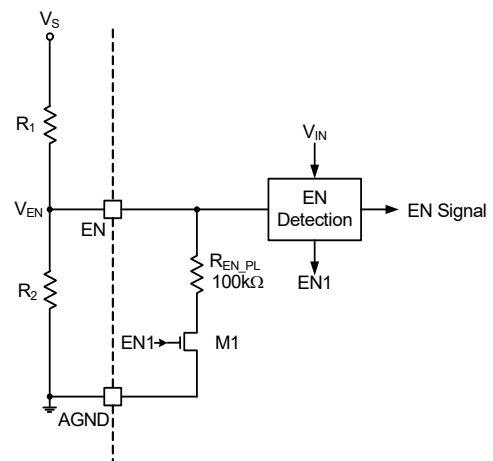 VS
R1
VIN
VEN
EN
EN
Detection
EN Signal
REN_PL
100kΩ
EN1
R2
EN1
M1
AGND